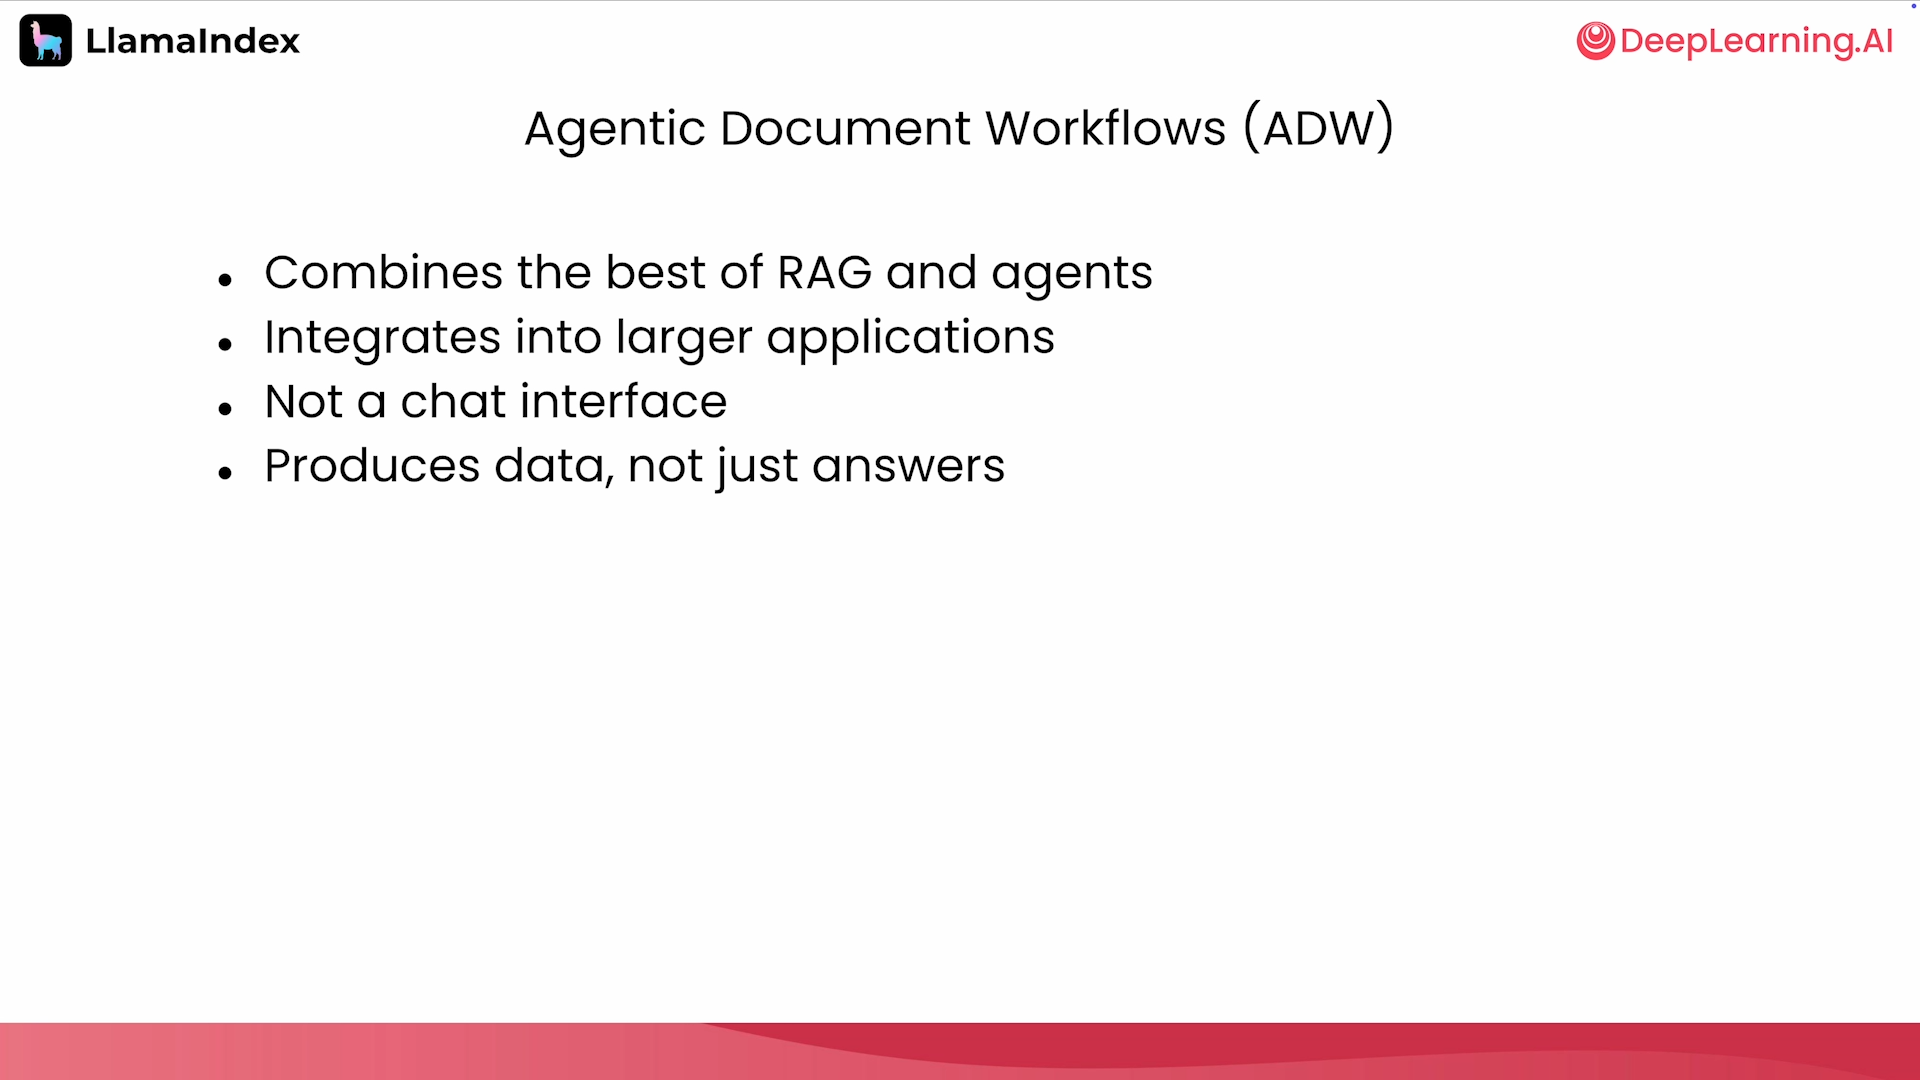 LlamaIndex
DeepLearning.AI
Agentic Document Workflows (ADW)
• Combines the best of RAG and agents
• Integrates into larger applications
• Not a chat interface
• Produces data, not just answers